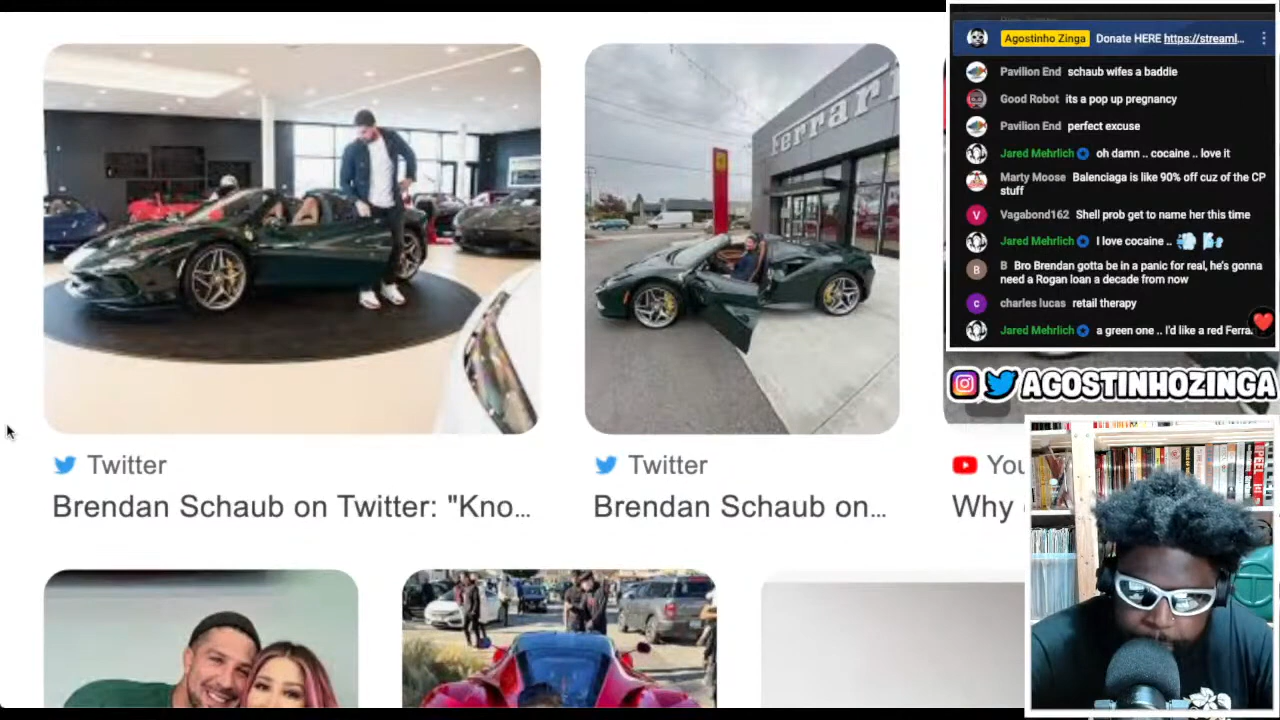 Ferrari
Twitter
Brendan Schaub on Twitter: "Kno...
Twitter
Brendan Schaub on...
You
Why
Agostinho Zinga Donate HERE https://streaml...
Pavilion End schaub wifes a baddie
Good Robot its a pop up pregnancy
Pavilion End perfect excuse
Jared Mehrlich oh damn .. cocaine .. love it
Marty Moose Balenciaga is like 90% off cuz of the CP
stuff
V Vagabond162 Shell prob get to name her this time
Jared Mehrlich I love cocaine ..
B B Bro Brendan gotta be in a panic for real, he's gonna
need a Rogan loan a decade from now
c charles lucas retail therapy
Jared Mehrlich a green one .. I'd like a red Ferra.
AGOSTINHOZINGA